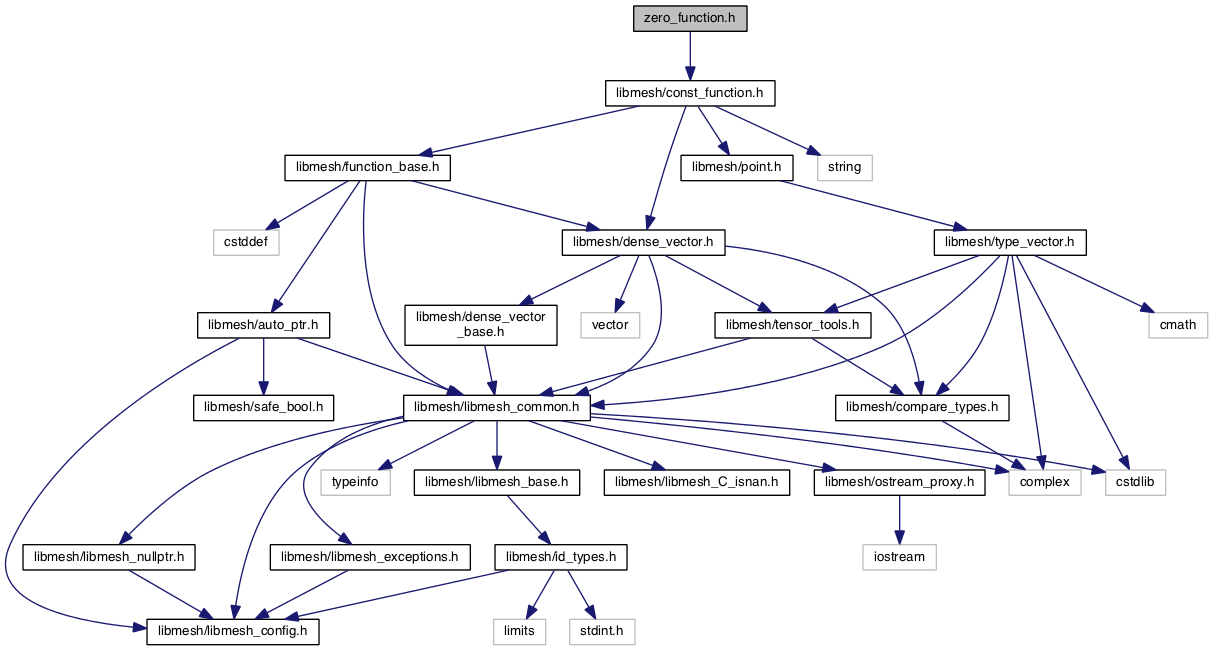 zero_function.h
libmesh/const_function.h
libmesh/function_base.h
libmesh/point.h
string
cstddef
libmesh/dense_vector.h
libmesh/type_vector.h
libmesh/auto_ptr.h
libmesh/dense_vector
_base.h
vector
libmesh/tensor_tools.h
cmath
libmesh/safe_bool.h
libmesh/libmesh_common.h
libmesh/compare_types.h
typeinfo
libmesh/libmesh_base.h
libmesh/libmesh_C_isnan.h
libmesh/ostream_proxy.h
complex
cstdlib
libmesh/libmesh_nullptr.h
libmesh/libmesh_exceptions.h
libmesh/id_types.h
iostream
libmesh/libmesh_config.h
limits
stdint.h